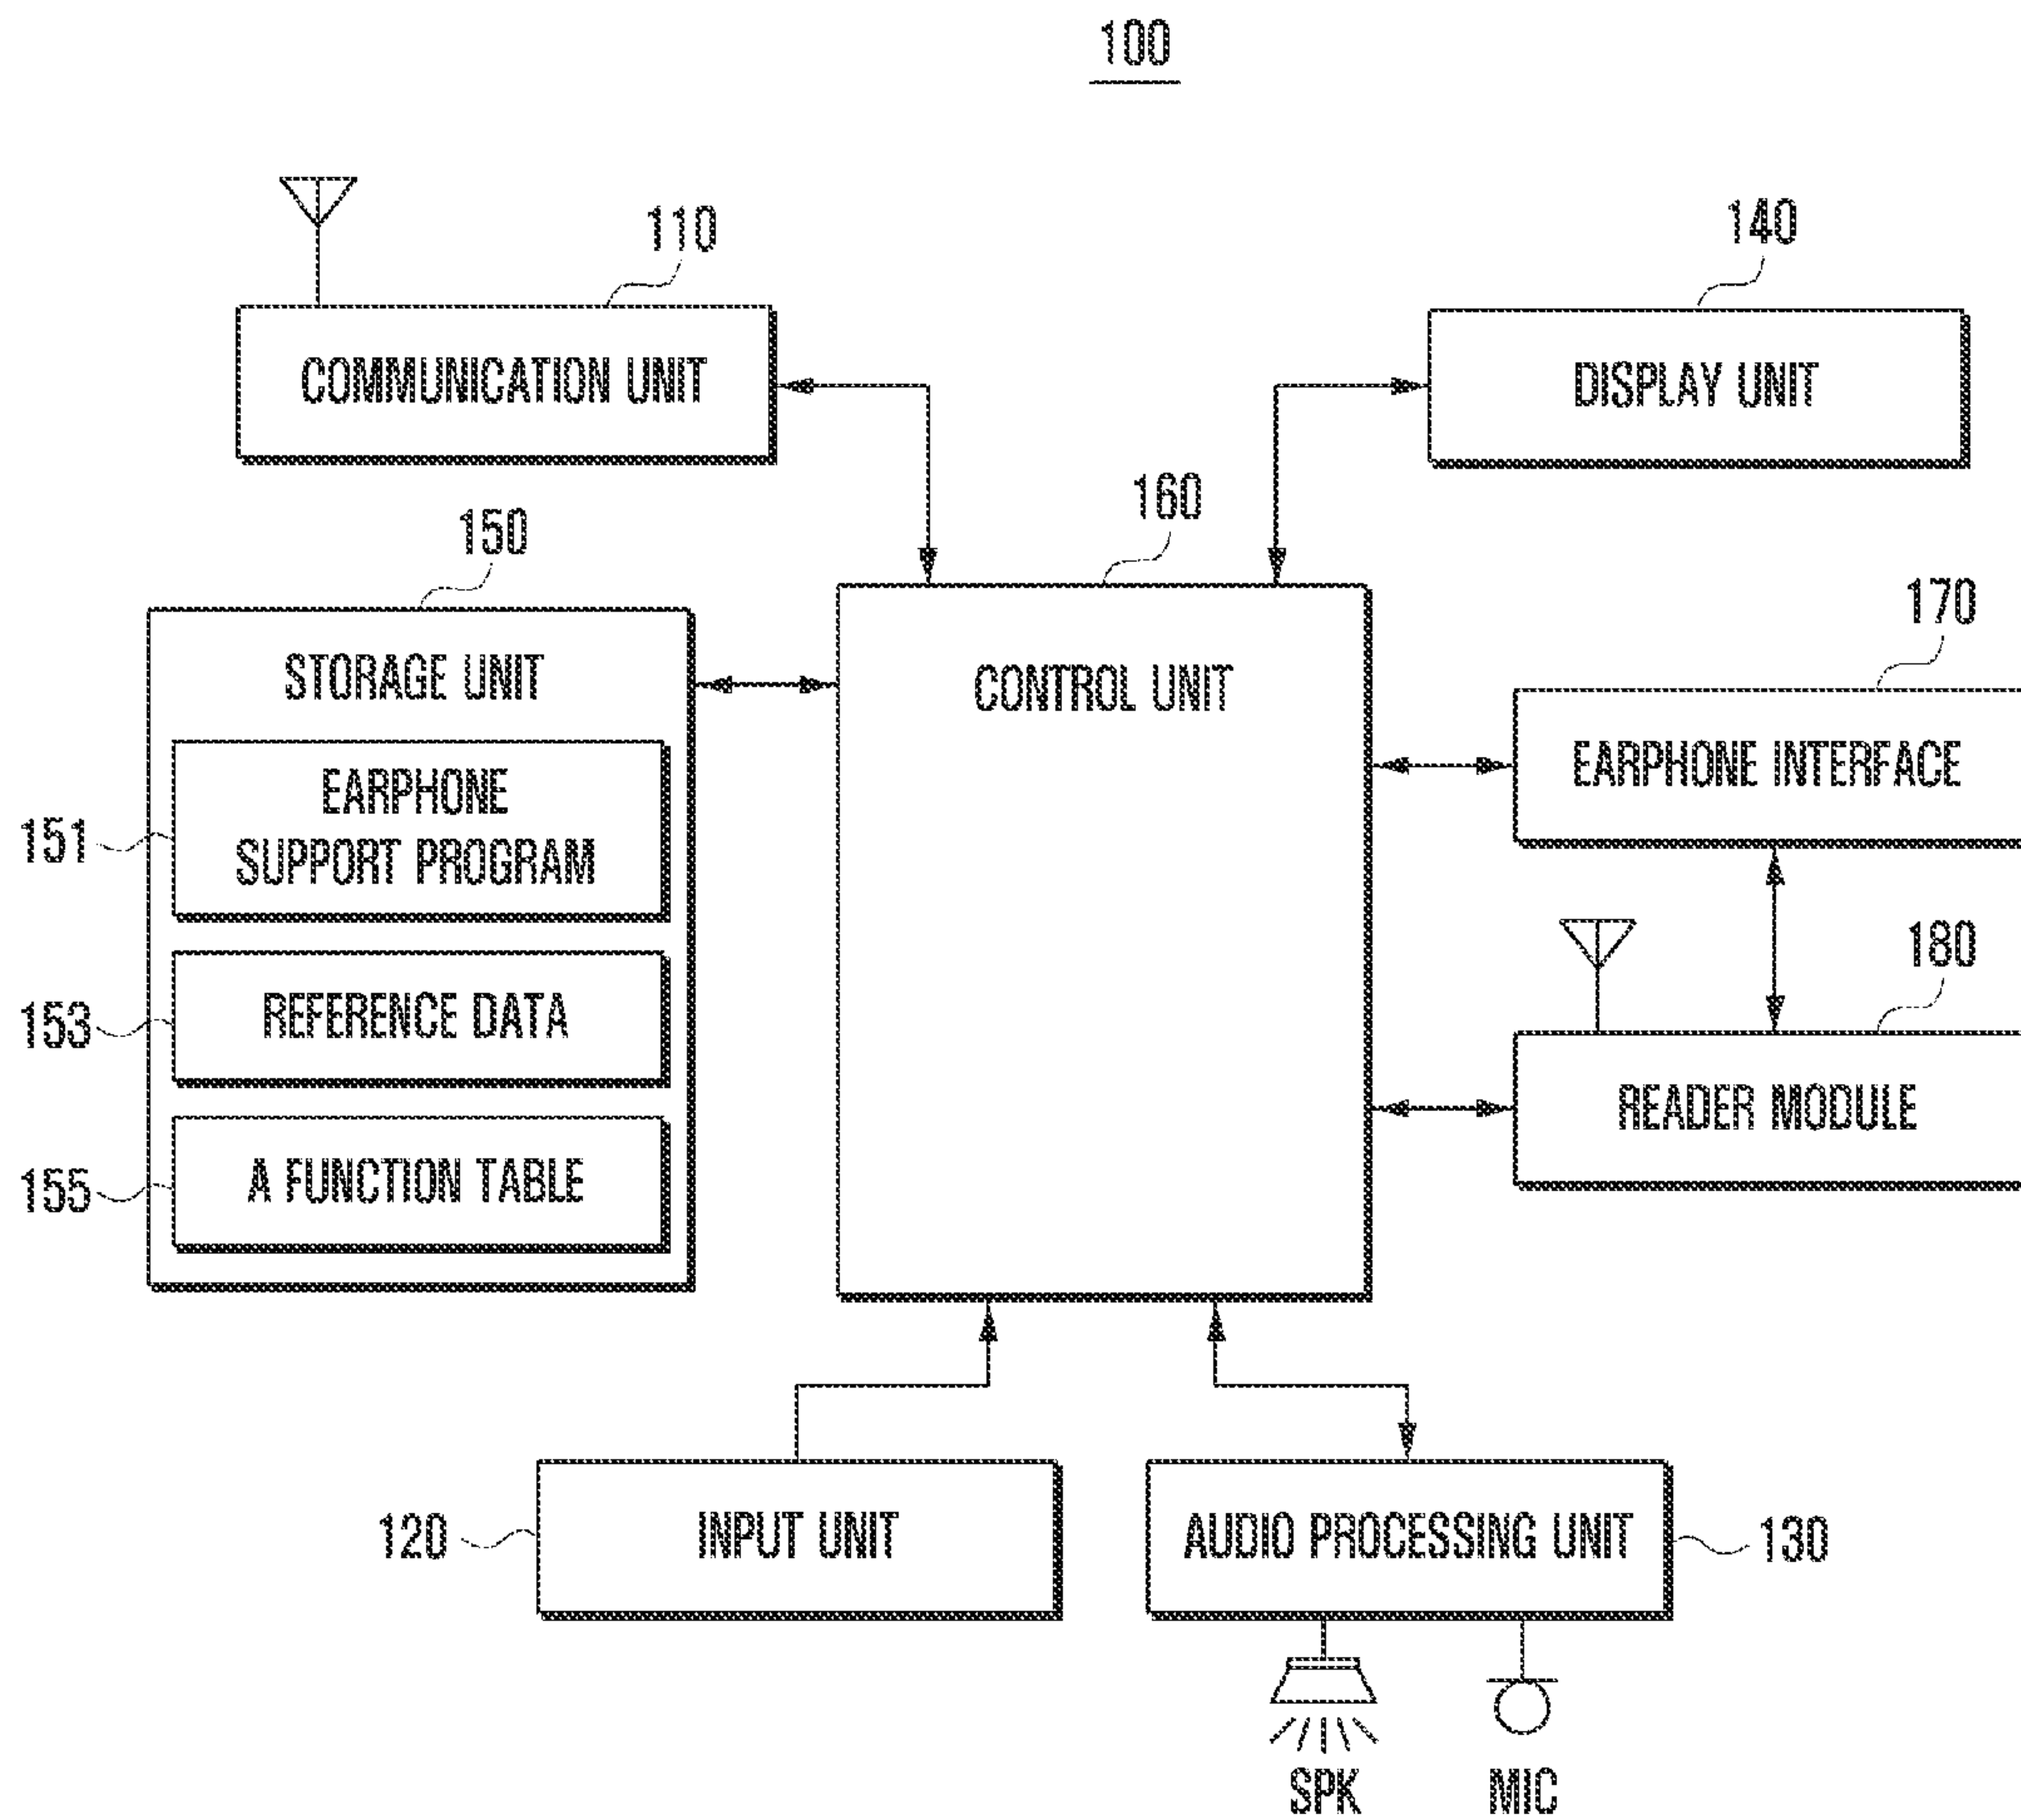 100
110
COMMUNICATION UNIT
140
DISPLAY UNIT
150
STORAGE UNIT
151
EARPHONE
SUPPORT PROGRAM
153
REFERENCE DATA
155
A FUNCTION TABLE
160
CONTROL UNIT
170
EARPHONE INTERFACE
180
READER MODULE
120
INPUT UNIT
AUDIO PROCESSING UNIT
130
SPK
MIC